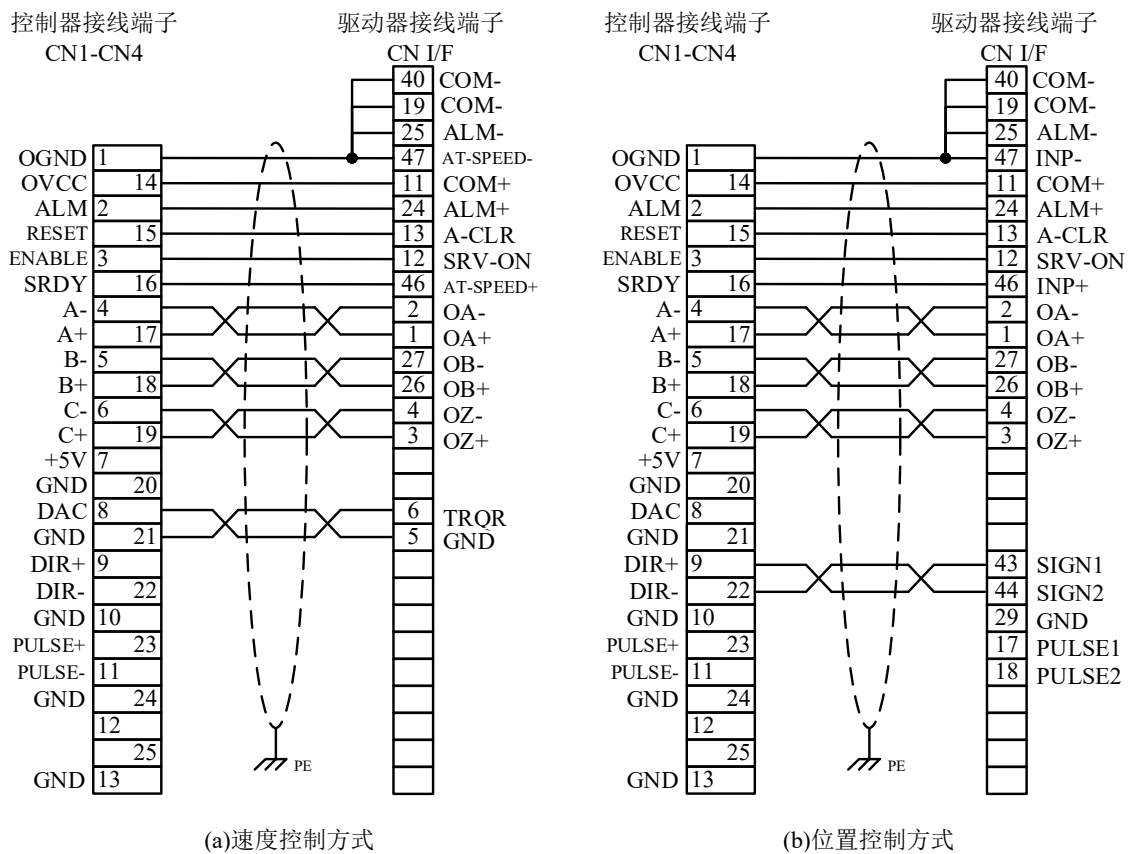 控制器接线端子
CN1-CN4
驱动器接线端子
CN I/F
40 COM-
19 COM-
25 ALM-
OGND 1 47 AT-SPEED-
OVCC 14 11 COM+
ALM 2 24 ALM+
RESET 15 13 A-CLR
ENABLE 3 12 SRV-ON
SRDY 16 46 AT-SPEED+
A- 4 2 OA-
A+ 17 1 OA+
B- 5 27 OB-
B+ 18 26 OB+
C- 6 4 OZ-
C+ 19 3 OZ+
+5V 7
GND 20
DAC 8 6 TRQR
GND 21 5 GND
DIR+ 9
DIR- 22
GND 10
PULSE+ 23
PULSE- 11
GND 24
12
25
GND 13
PE
(a)速度控制方式
控制器接线端子
CN1-CN4
驱动器接线端子
CN I/F
40 COM-
19 COM-
25 ALM-
OGND 1 47 INP-
OVCC 14 11 COM+
ALM 2 24 ALM+
RESET 15 13 A-CLR
ENABLE 3 12 SRV-ON
SRDY 16 46 INP+
A- 4 2 OA-
A+ 17 1 OA+
B- 5 27 OB-
B+ 18 26 OB+
C- 6 4 OZ-
C+ 19 3 OZ+
+5V 7
GND 20
DAC 8
GND 21
DIR+ 9 43 SIGN1
DIR- 22 44 SIGN2
GND 10 29 GND
PULSE+ 23 17 PULSE1
PULSE- 11 18 PULSE2
GND 24
12
25
GND 13
PE
(b)位置控制方式